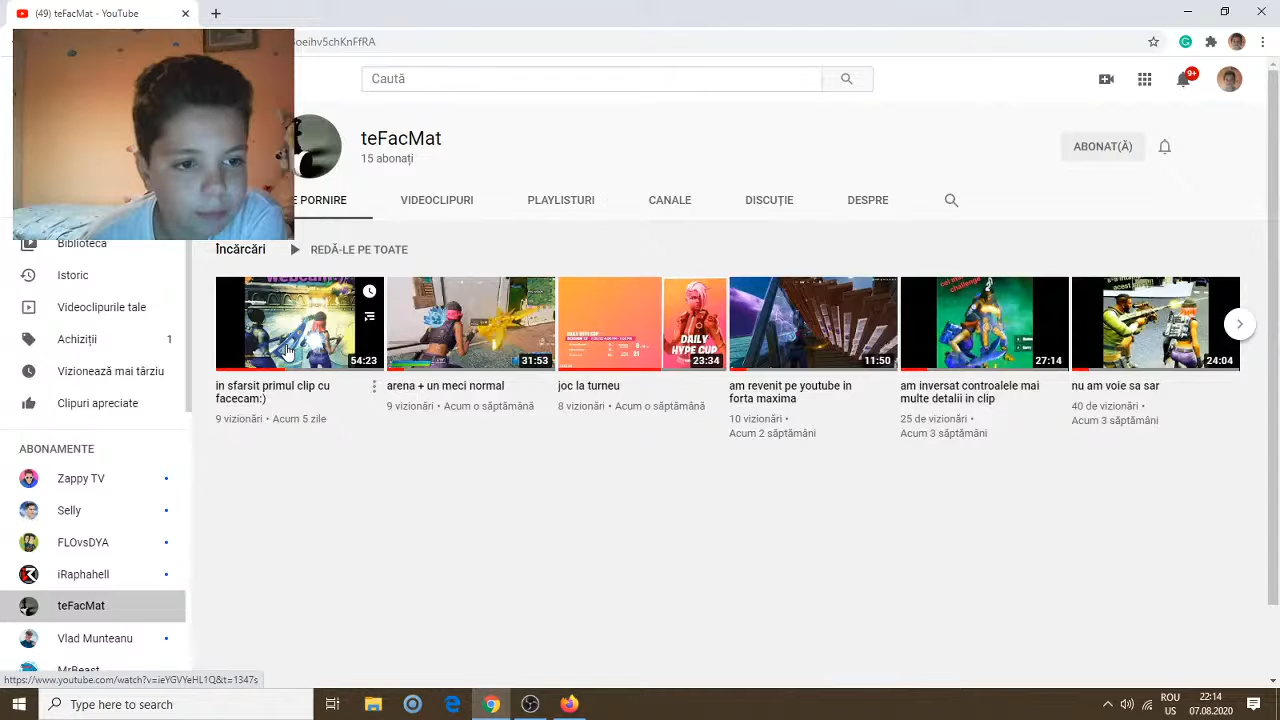 (49) teFacMat - YouTube
oeihv5chKnFfRA
Caută
9+
teFacMat
15 abonați
ABONAT(Ă)
E PORNIRE
VIDEOCLIPURI
PLAYLISTURI
CANALE
DISCUȚIE
DESPRE
Bibliotecă
Istoric
Videoclipurile tale
Achiziții 1
Vizionează mai târziu
Clipuri apreciate
ABONAMENTE
Zappy TV
Selly
FLOvsDYA
iRaphahell
teFacMat
Vlad Munteanu
MrBeast
Încărcări
REDĂ-LE PE TOATE
webcam:)
54:23
in sfarsit primul clip cu
facecam:)
9 vizionări • Acum 5 zile
31:53
arena + un meci normal
9 vizionări • Acum o săptămână
DAILY HYPE CUP
DAILY
HYPE CUP
23:34
joc la turneu
8 vizionări • Acum o săptămână
11:50
am revenit pe youtube in
forta maxima
10 vizionări •
Acum 2 săptămâni
challenge
27:14
am inversat controalele mai
multe detalii in clip
25 de vizionări •
Acum 3 săptămâni
24:04
nu am voie sa sar
40 de vizionări •
Acum 3 săptămâni
https://www.youtube.com/watch?v=ieYGVYeHL1Q&t=1347s
Type here to search
ROU
US
22:14
07.08.2020